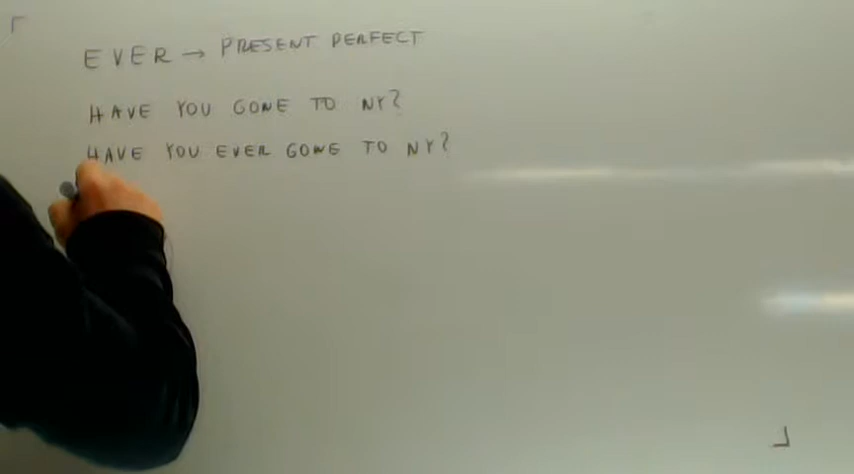 EVER → PRESENT PERFECT
HAVE YOU GONE TO NY?
HAVE YOU EVER GONE TO NY?